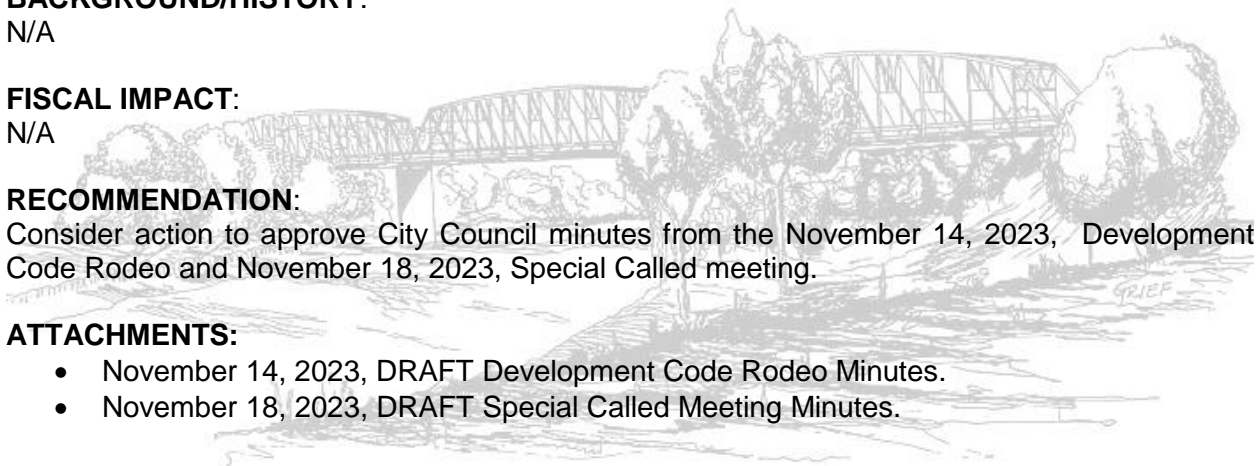 BACKGROUND/HISTORY:
N/A
FISCAL IMPACT:
N/A
RECOMMENDATION:
Consider action to approve City Council minutes from the November 14, 2023, Development
Code Rodeo and November 18, 2023, Special Called meeting.
GRIEF
ATTACHMENTS:
• November 14, 2023, DRAFT Development Code Rodeo Minutes.
• November 18, 2023, DRAFT Special Called Meeting Minutes.